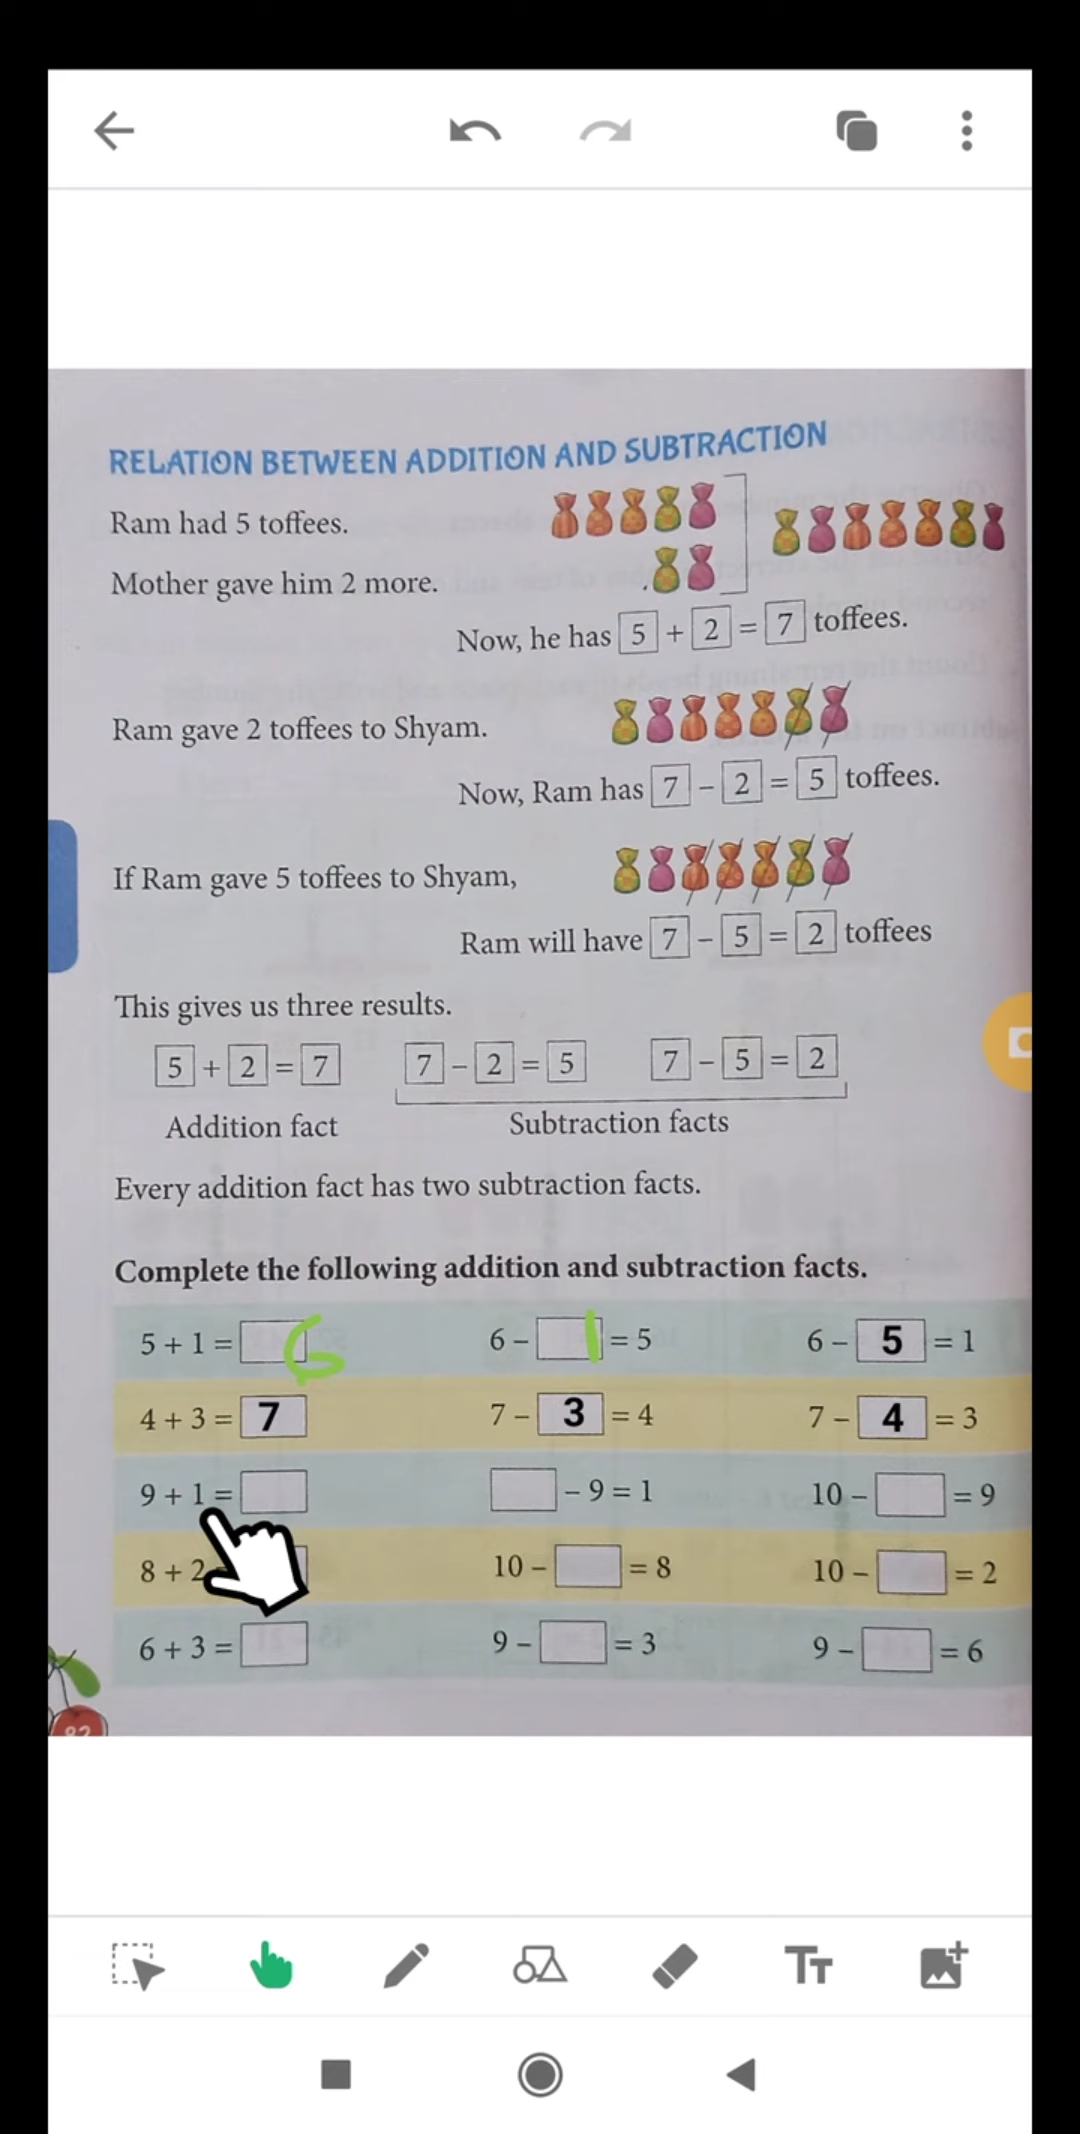 RELATION BETWEEN ADDITION AND SUBTRACTION
Ram had 5 toffees.
Mother gave him 2 more.
Now, he has 5 + 2 = 7 toffees.
Ram gave 2 toffees to Shyam.
Now, Ram has 7 - 2 = 5 toffees.
If Ram gave 5 toffees to Shyam,
Ram will have 7 - 5 = 2 toffees
This gives us three results.
5 + 2 = 7 7 - 2 = 5 7 - 5 = 2
Addition fact Subtraction facts
Every addition fact has two subtraction facts.
Complete the following addition and subtraction facts.
5 + 1 = 6 6 - 1 = 5 6 - 5 = 1
4 + 3 = 7 7 - 3 = 4 7 - 4 = 3
9 + 1 = - 9 = 1 10 - = 9
8 + 2 10 - = 8 10 - = 2
6 + 3 = 9 - = 3 9 - = 6
TT